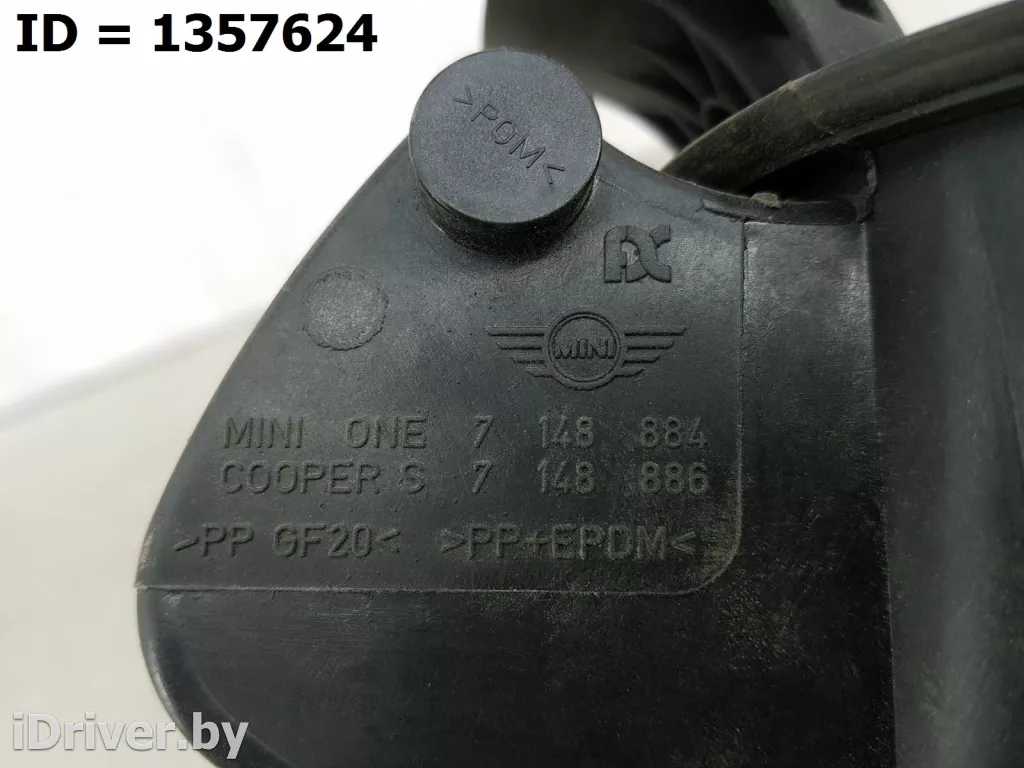 ID = 1357624
>POM<
MINI
MINI ONE 7 148 884
COOPER S 7 148 886
>PP GF20< >PP+EPDM<
iDriver.by